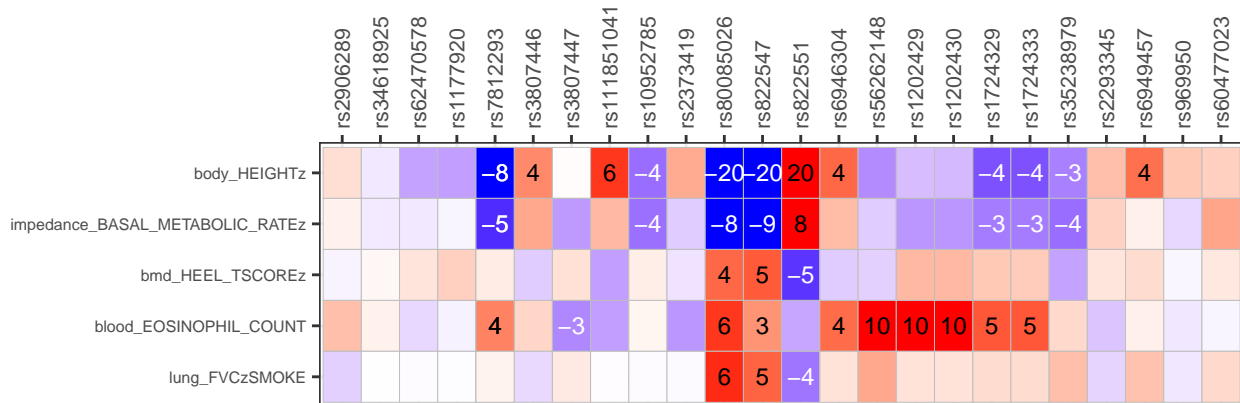 rs2906289 rs34618925 rs62470578 rs1177920 rs7812293 rs3807446 rs3807447 rs111851041 rs10952785 rs2373419 rs80085026 rs822547 rs822551 rs6946304 rs56262148 rs1202429 rs1202430 rs1724329 rs1724333 rs35238979 rs2293345 rs6949457 rs969950 rs60477023
body_HEIGHTz −8 4 6 −4 −20 −20 20 4 −4 −4 −3 4
impedance_BASAL_METABOLIC_RATEz −5 −4 −8 −9 8 −3 −3 −4
bmd_HEEL_TSCOREz 4 5 −5
blood_EOSINOPHIL_COUNT 4 −3 6 3 4 10 10 10 5 5
lung_FVCzSMOKE 6 5 −4